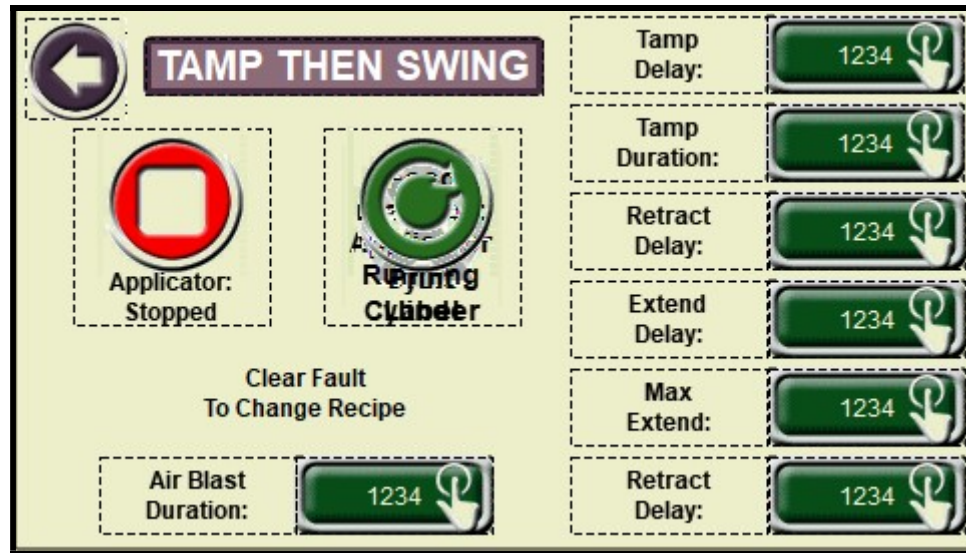 TAMP THEN SWING
Applicator:
Stopped
Running
Clear Fault
To Change Recipe
Air Blast
Duration:
1234
Tamp
Delay:
1234
Tamp
Duration:
1234
Retract
Delay:
1234
Extend
Delay:
1234
Max
Extend:
1234
Retract
Delay:
1234